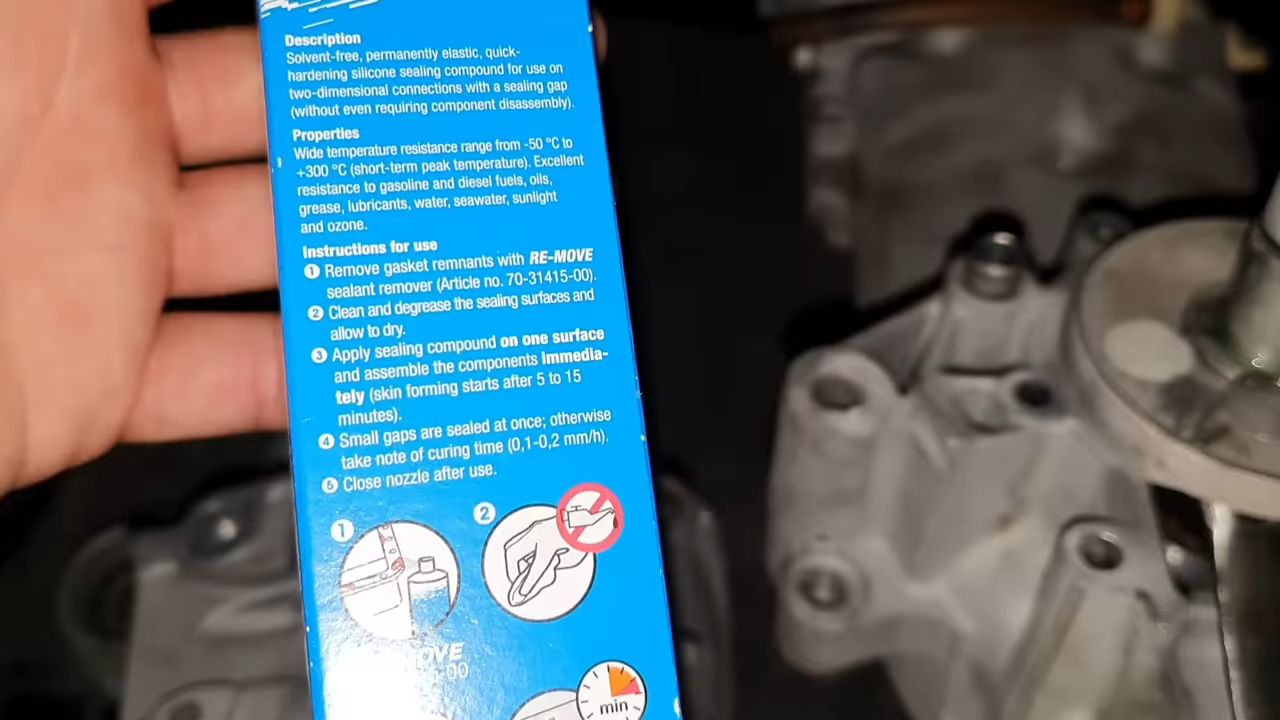 Description
Solvent-free, permanently elastic, quick-
hardening silicone sealing compound for use on
two-dimensional connections with a sealing gap
(without even requiring component disassembly).
Properties
Wide temperature resistance range from -50 °C to
+300 °C (short-term peak temperature). Excellent
resistance to gasoline and diesel fuels, oils,
grease, lubricants, water, seawater, sunlight
and ozone.
Instructions for use
1 Remove gasket remnants with RE-MOVE
sealant remover (Article no. 70-31415-00).
2 Clean and degrease the sealing surfaces and
allow to dry.
3 Apply sealing compound on one surface
and assemble the components immedia-
tely (skin forming starts after 5 to 15
minutes).
4 Small gaps are sealed at once; otherwise
take note of curing time (0,1-0,2 mm/h).
5 Close nozzle after use.
1
2
min